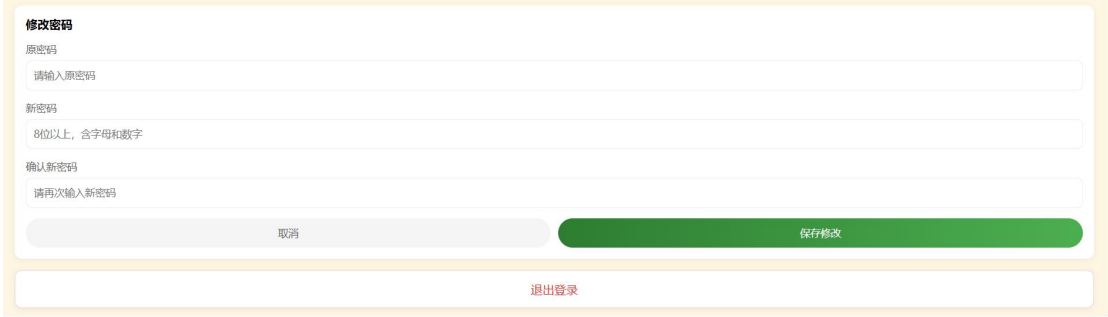 修改密码
原密码
请输入原密码
新密码
8位以上，含字母和数字
确认新密码
请再次输入新密码
取消
保存修改
退出登录